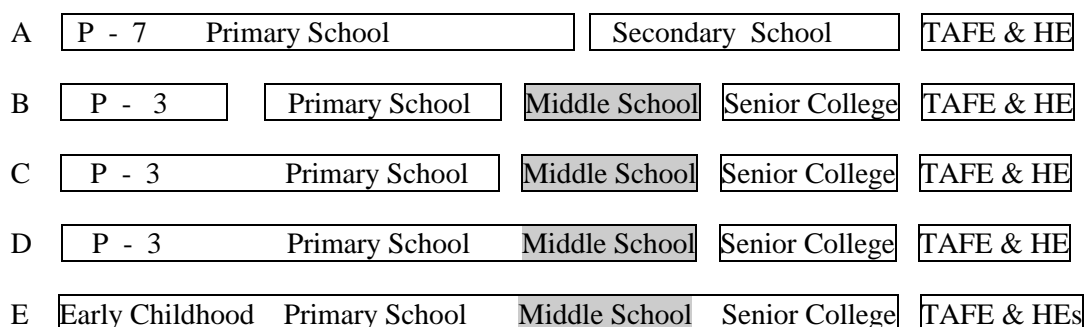 A P - 7 Primary School Secondary School TAFE & HE
B P - 3 Primary School Middle School Senior College TAFE & HE
C P - 3 Primary School Middle School Senior College TAFE & HE
D P - 3 Primary School Middle School Senior College TAFE & HE
E Early Childhood Primary School Middle School Senior College TAFE & HEs